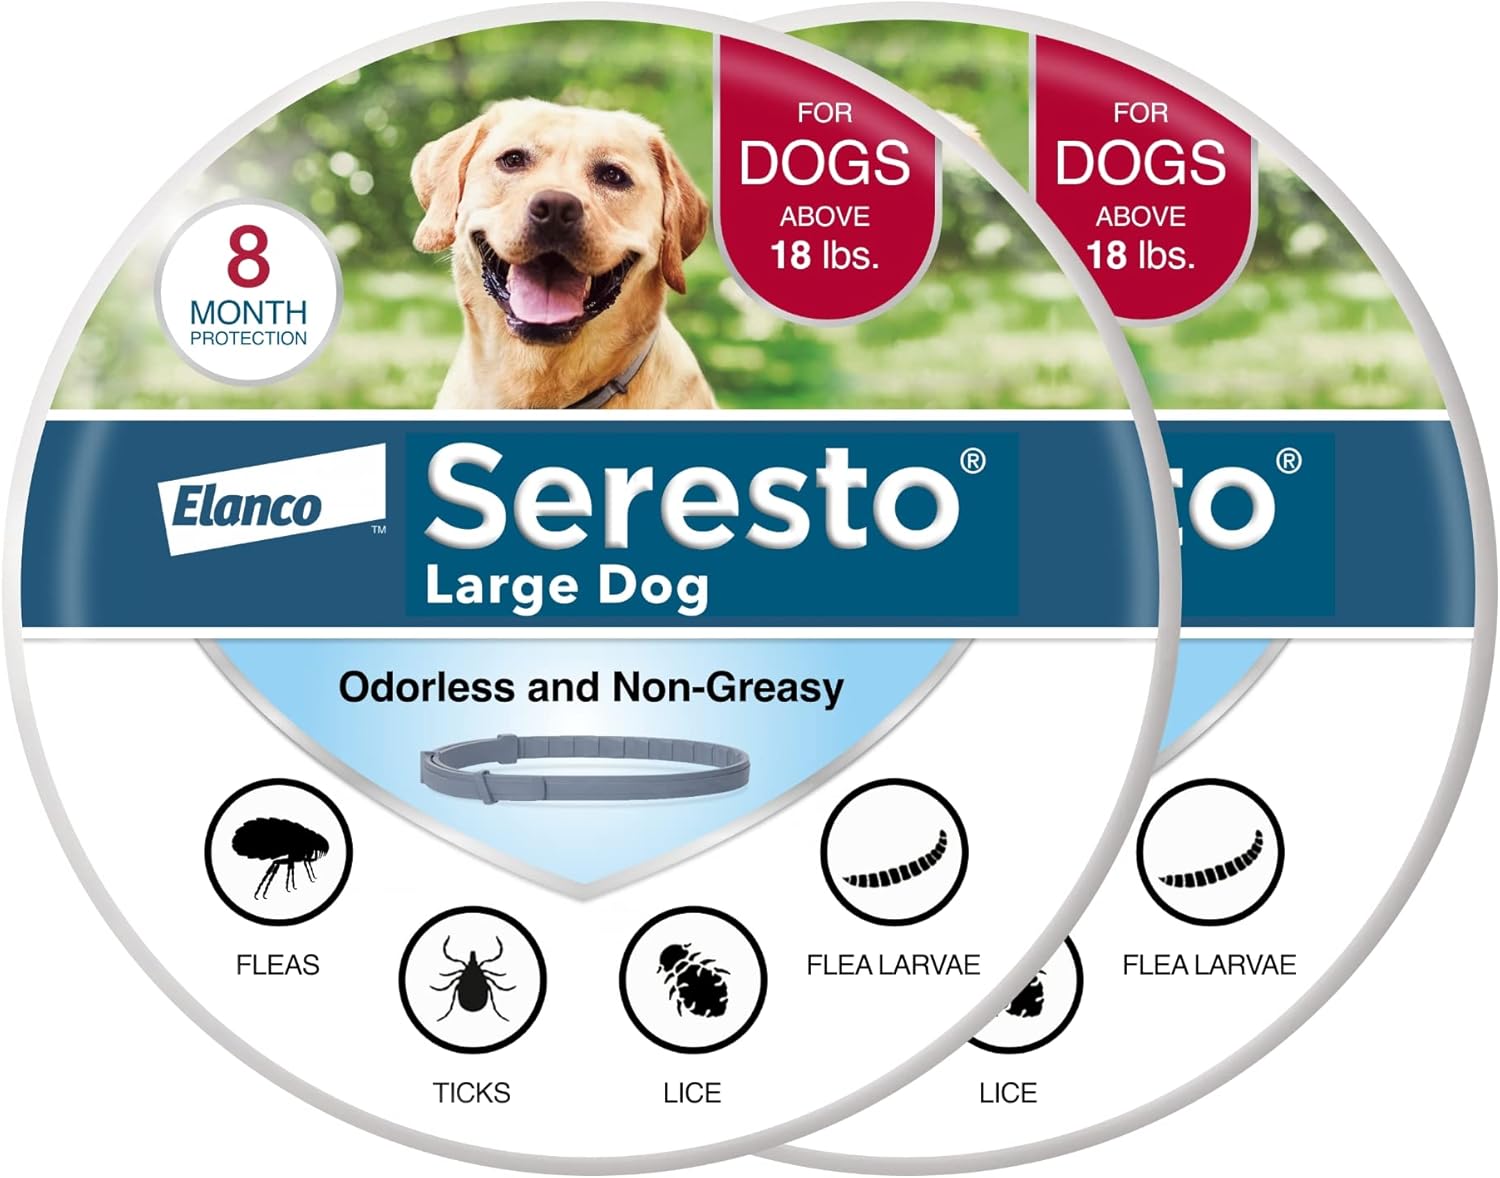 8
MONTH
PROTECTION
FOR
DOGS
ABOVE
18 lbs.
Elanco™
Seresto®
Large Dog
Odorless and Non-Greasy
FLEAS
TICKS
LICE
FLEA LARVAE
FOR
DOGS
ABOVE
18 lbs.
to®
FLEA LARVAE
LICE